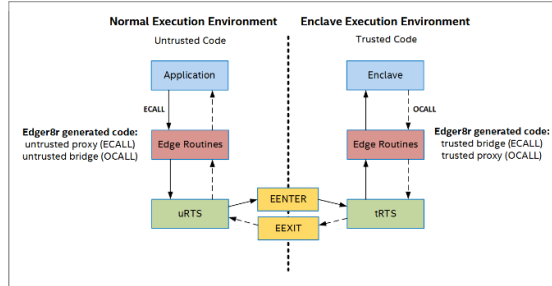 Normal Execution Environment
Enclave Execution Environment
Untrusted Code
Trusted Code
Application
Enclave
ECALL
OCALL
Edger8r generated code:
untrusted proxy (ECALL)
untrusted bridge (OCALL)
Edge Routines
Edge Routines
Edger8r generated code:
trusted bridge (ECALL)
trusted proxy (OCALL)
EENTER
uRTS
tRTS
EEXIT